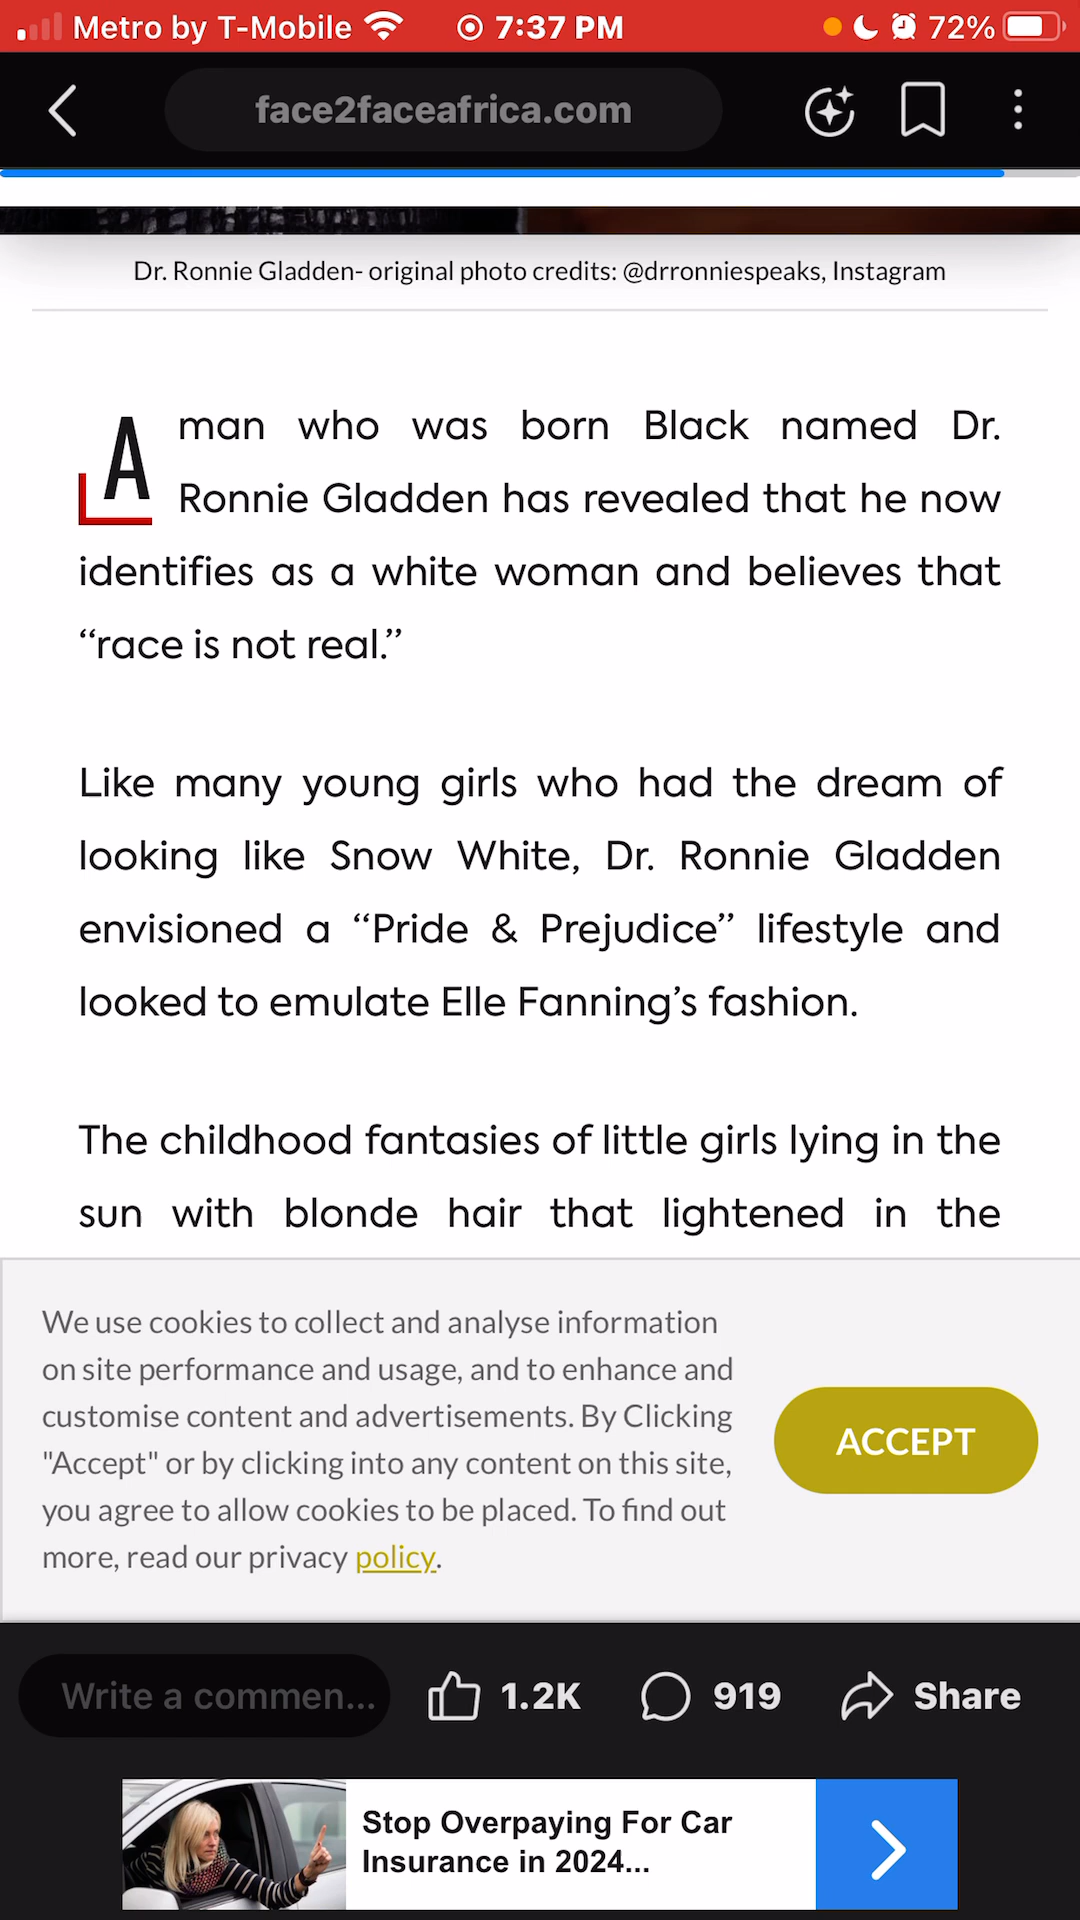 Metro by T-Mobile 7:37 PM 72%
face2faceafrica.com
Dr. Ronnie Gladden- original photo credits: @drronniespeaks, Instagram
A man who was born Black named Dr.
Ronnie Gladden has revealed that he now
identifies as a white woman and believes that
“race is not real.”
Like many young girls who had the dream of
looking like Snow White, Dr. Ronnie Gladden
envisioned a “Pride & Prejudice” lifestyle and
looked to emulate Elle Fanning’s fashion.
The childhood fantasies of little girls lying in the
sun with blonde hair that lightened in the
We use cookies to collect and analyse information
on site performance and usage, and to enhance and
customise content and advertisements. By Clicking
"Accept" or by clicking into any content on this site,
you agree to allow cookies to be placed. To find out
more, read our privacy policy.
ACCEPT
Write a commen... 1.2K 919 Share
Stop Overpaying For Car
Insurance in 2024...